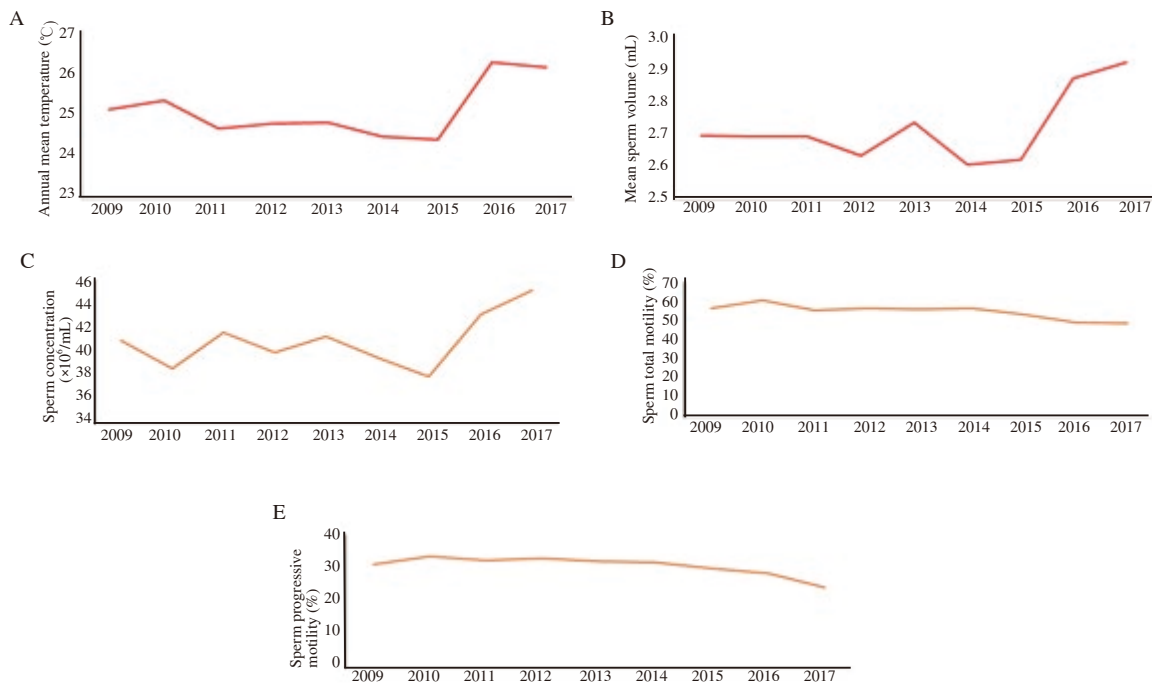 A
Annual mean temperature (℃)
27
26
25
24
23
2009 2010 2011 2012 2013 2014 2015 2016 2017
B
Mean sperm volume (mL)
3.0
2.9
2.8
2.7
2.6
2.5
2009 2010 2011 2012 2013 2014 2015 2016 2017
C
Sperm concentration
(×10⁶/mL)
46
44
42
40
38
36
34
2009 2010 2011 2012 2013 2014 2015 2016 2017
D
Sperm total motility (%)
70
60
50
40
30
20
10
0
2009 2010 2011 2012 2013 2014 2015 2016 2017
E
Sperm progressive
motility (%)
40
30
20
10
0
2009 2010 2011 2012 2013 2014 2015 2016 2017